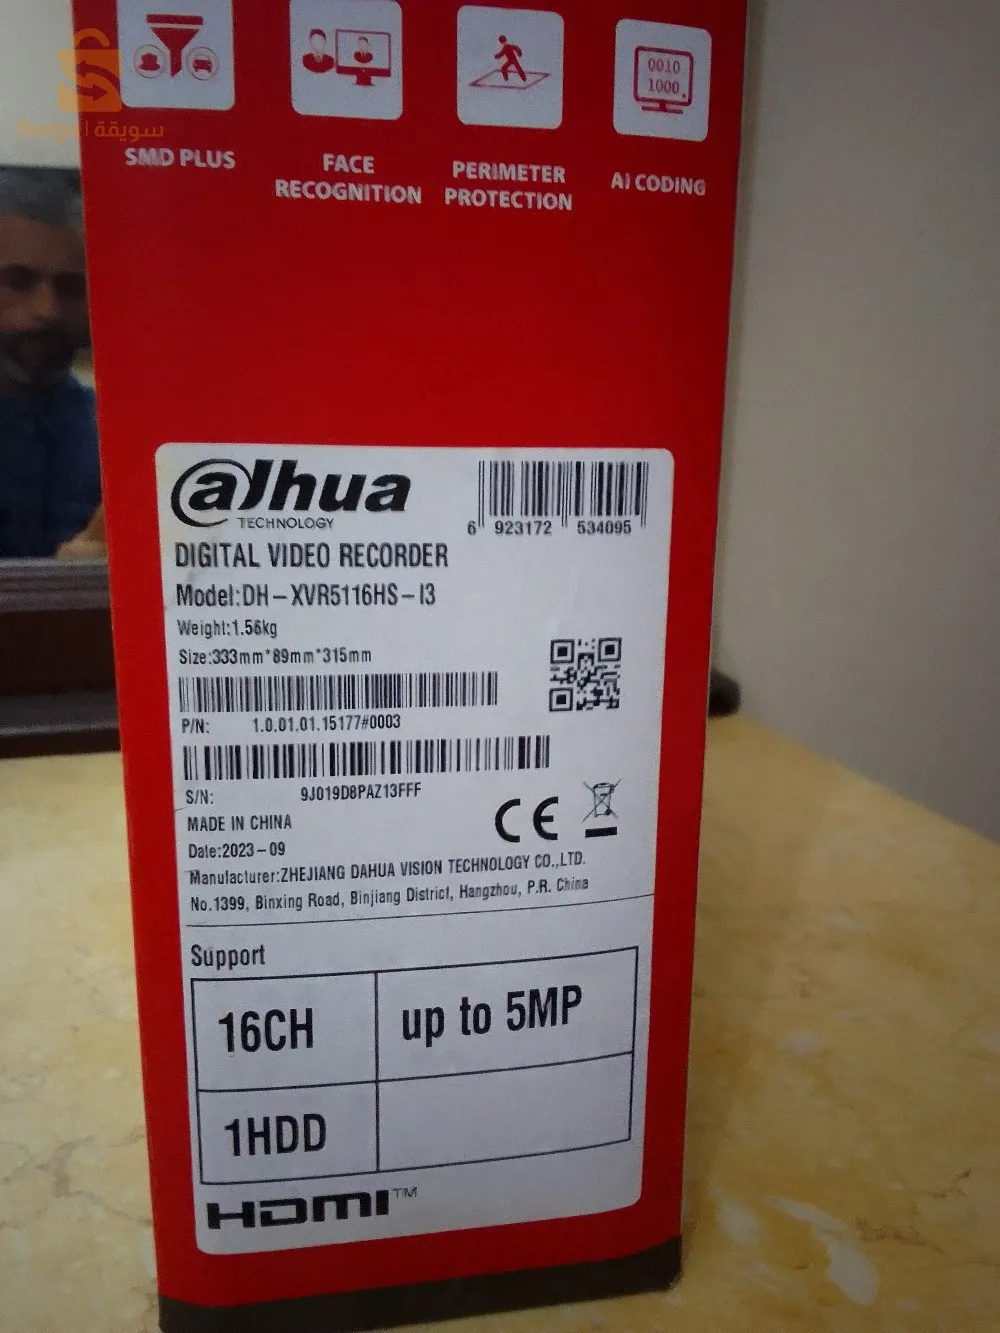 سويقة
SMD PLUS
FACE
RECOGNITION
PERIMETER
PROTECTION
0010
1000
AI CODING
alhua
TECHNOLOGY
6 923172 534095
DIGITAL VIDEO RECORDER
Model:DH-XVR5116HS-I3
Weight:1.56kg
Size:333mm*89mm*315mm
P/N: 1.0.01.01.15177#0003
S/N: 9J019D8PAZ13FFF
MADE IN CHINA
CE
Date:2023-09
Manufacturer:ZHEJIANG DAHUA VISION TECHNOLOGY CO.,LTD.
No.1399, Binxing Road, Binjiang District, Hangzhou, P.R. China
Support
16CH up to 5MP
1HDD
HDMI™